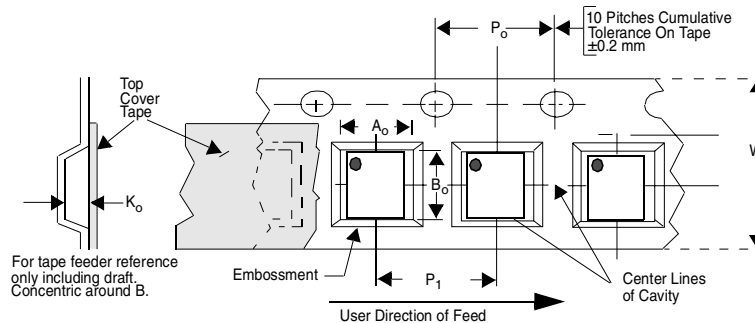 10 Pitches Cumulative
Tolerance On Tape
±0.2 mm
Po
Top
Cover
Tape
Ao
W
Bo
Ko
For tape feeder reference
only including draft.
Concentric around B.
Embossment
P1
Center Lines
of Cavity
User Direction of Feed